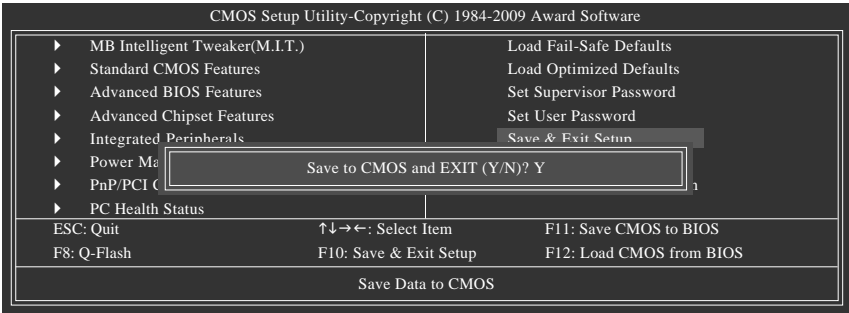 CMOS Setup Utility-Copyright (C) 1984-2009 Award Software
MB Intelligent Tweaker(M.I.T.)
Standard CMOS Features
Advanced BIOS Features
Advanced Chipset Features
Integrated Peripherals
Power Ma
PnP/PCI C
PC Health Status
Load Fail-Safe Defaults
Load Optimized Defaults
Set Supervisor Password
Set User Password
Save & Exit Setup
Save to CMOS and EXIT (Y/N)? Y
ESC: Quit ↑↓→←: Select Item F11: Save CMOS to BIOS
F8: Q-Flash F10: Save & Exit Setup F12: Load CMOS from BIOS
Save Data to CMOS